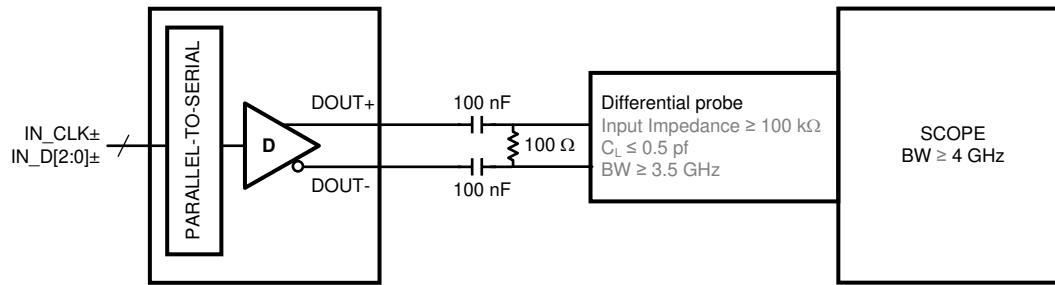 IN_CLK±
IN_D[2:0]±
PARALLEL-TO-SERIAL
D
DOUT+
DOUT-
100 nF
100 nF
100 Ω
Differential probe
Input Impedance ≥ 100 kΩ
C_L ≤ 0.5 pf
BW ≥ 3.5 GHz
SCOPE
BW ≥ 4 GHz